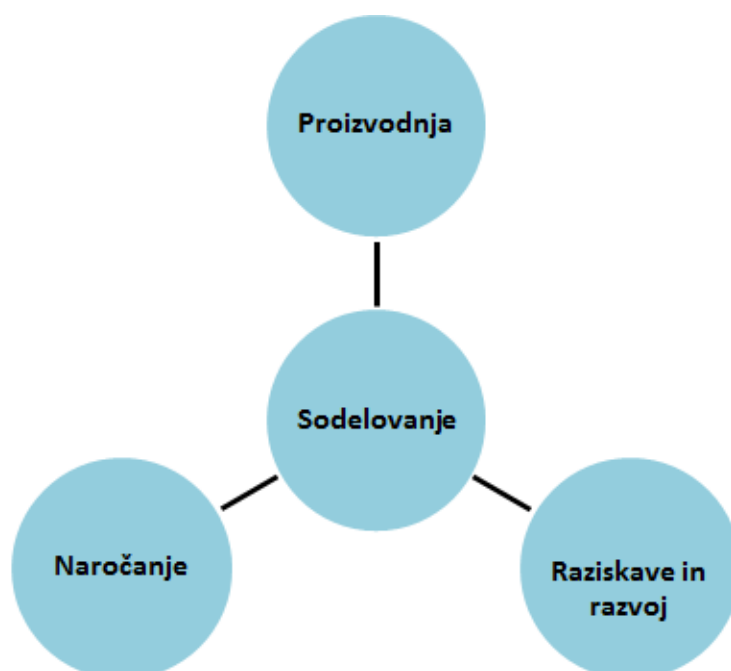 Proizvodnja
Sodelovanje
Naročanje
Raziskave in
razvoj